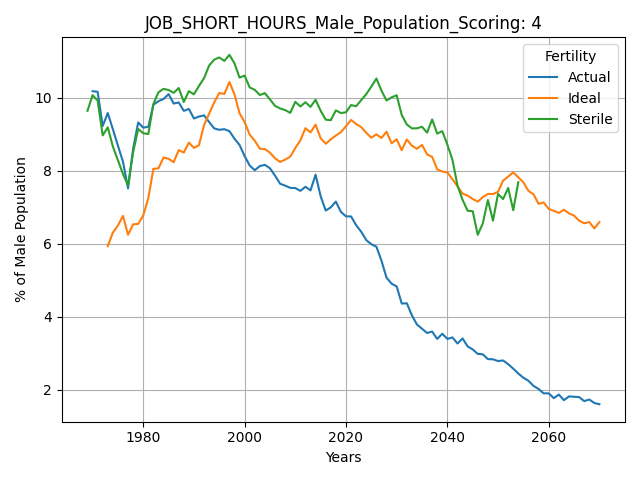 JOB_SHORT_HOURS_Male_Population_Scoring: 4
Fertility
Actual
Ideal
Sterile
% of Male Population
10
8
6
4
2
1980 2000 2020 2040 2060
Years